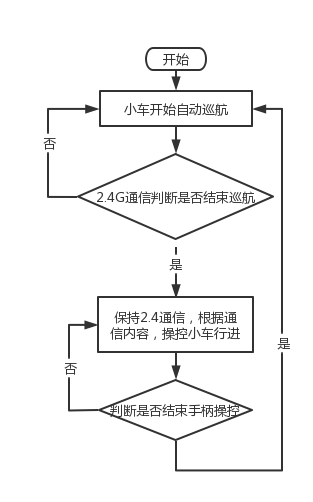 开始
小车开始自动巡航
否
2.4G通信判断是否结束巡航
是
保持2.4通信，根据通
信内容，操控小车行进
是
否
判断是否结束手柄操控